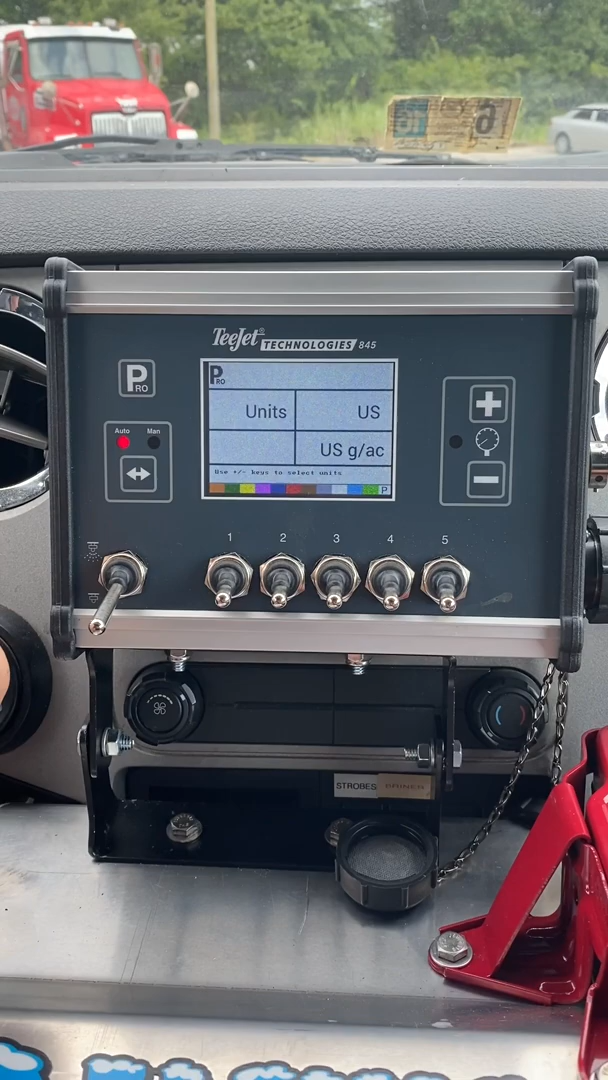 TeeJet® TECHNOLOGIES 845
PRO
PRO
Units US
US g/ac
Use +/- keys to select units
P
Auto Man
1 2 3 4 5
STROBES